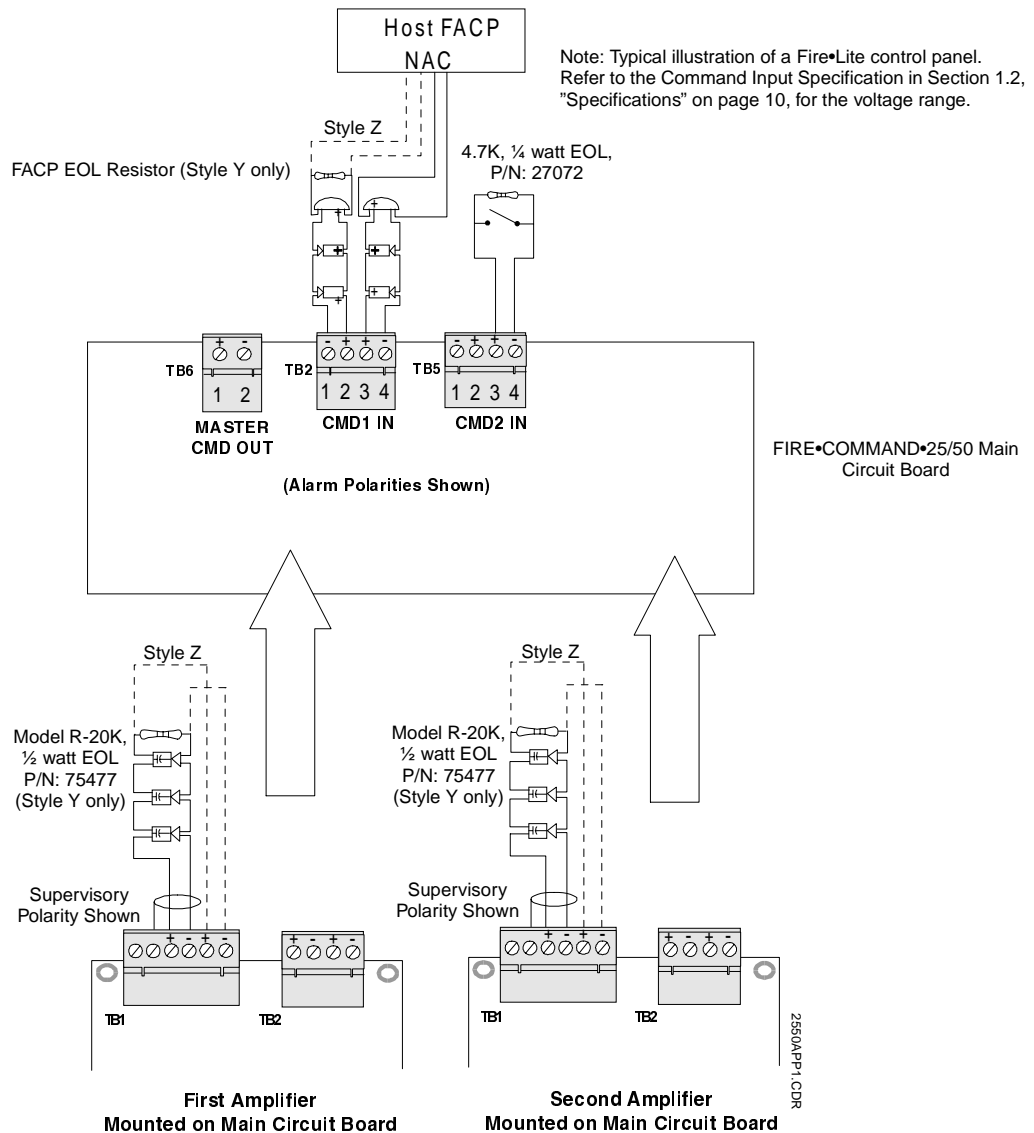 Host FACP
NAC
Note: Typical illustration of a Fire•Lite control panel.
Refer to the Command Input Specification in Section 1.2,
”Specifications” on page 10, for the voltage range.
Style Z
FACP EOL Resistor (Style Y only)
4.7K, ¼ watt EOL,
P/N: 27072
+
+
+
+
+
+
+ -
TB6
1 2
MASTER
CMD OUT
- + + -
TB2
1 2 3 4
CMD1 IN
- + + -
TB5
1 2 3 4
CMD2 IN
(Alarm Polarities Shown)
FIRE•COMMAND•25/50 Main
Circuit Board
Style Z
Model R-20K,
½ watt EOL
P/N: 75477
(Style Y only)
Supervisory
Polarity Shown
+ - + -
TB1
+ - + -
TB2
First Amplifier
Mounted on Main Circuit Board
Style Z
Model R-20K,
½ watt EOL
P/N: 75477
(Style Y only)
Supervisory
Polarity Shown
+ - + -
TB1
+ - + -
TB2
Second Amplifier
Mounted on Main Circuit Board
2550APP1.CDR